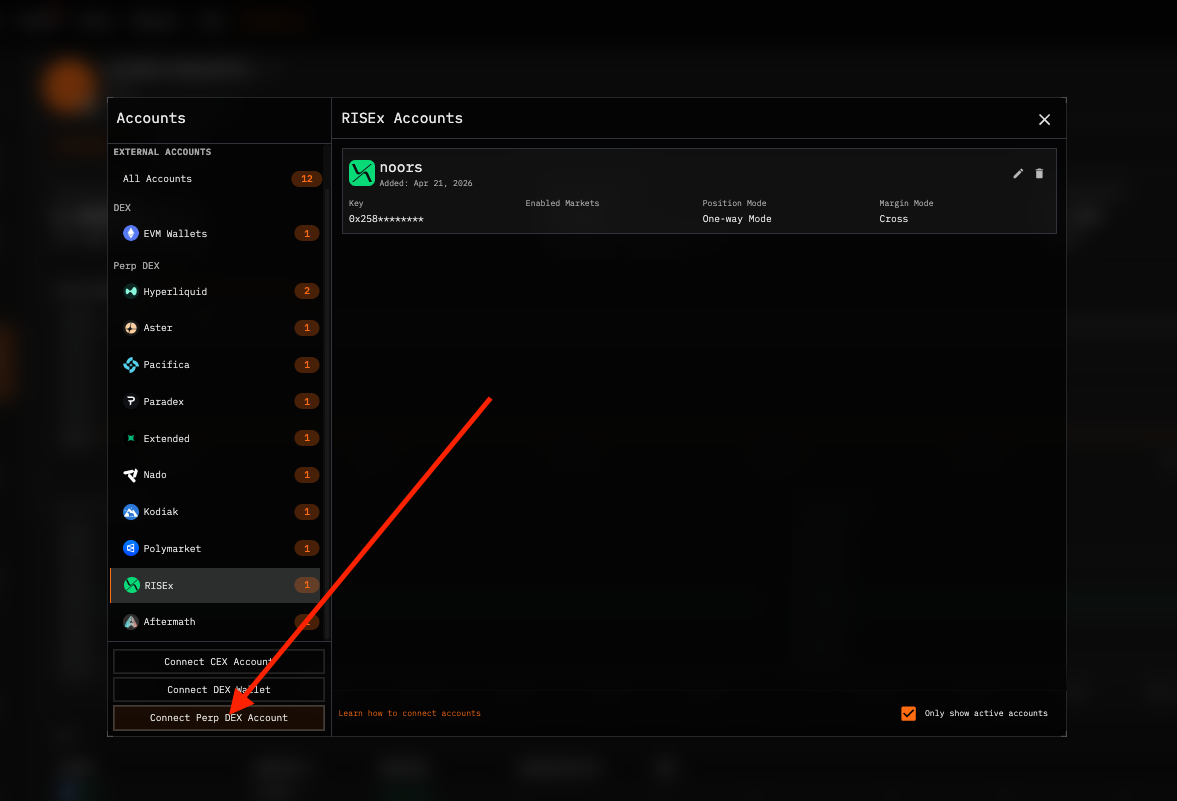 Accounts
EXTERNAL ACCOUNTS
All Accounts 12
DEX
EVM Wallets 1
Perp DEX
Hyperliquid 2
Aster 1
Pacifica 1
Paradex 1
Extended 1
Nado 1
Kodiak 1
Polymarket 1
RISEx 1
Aftermath
Connect CEX Account
Connect DEX Wallet
Connect Perp DEX Account
RISEx Accounts
noors
Added: Apr 21, 2026
Key Enabled Markets Position Mode Margin Mode
0x258******** One-way Mode Cross
Learn how to connect accounts
Only show active accounts